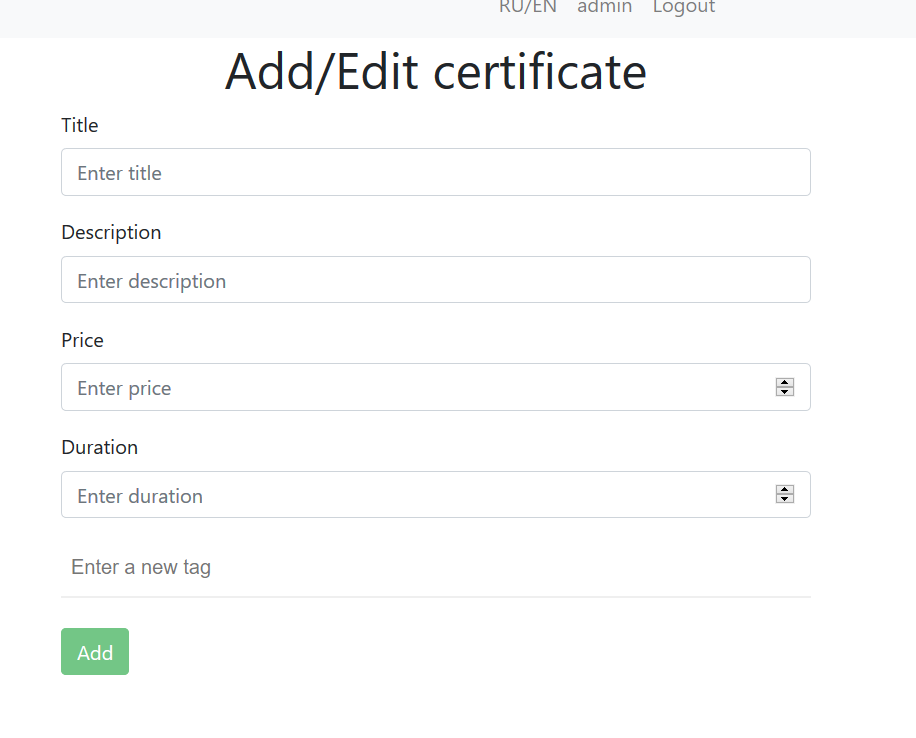 RU/EN admin Logout
Add/Edit certificate
Title
Enter title
Description
Enter description
Price
Enter price
Duration
Enter duration
Enter a new tag
Add